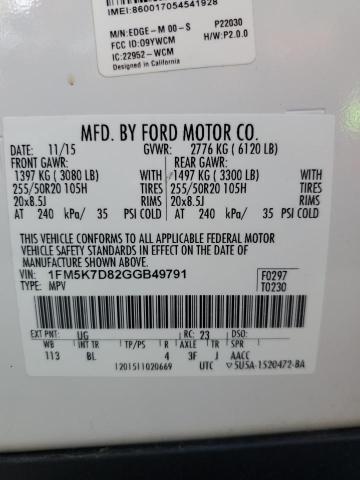 IMEI:860017054541928
M/N:EDGE-M 00-S P22030
FCC ID:09YWCM H/W:P2.0.0
IC:22952-WCM
Designed in California
MFD. BY FORD MOTOR CO.
DATE: 11/15 GVWR: 2776 KG ( 6120 LB)
FRONT GAWR: REAR GAWR:
1397 KG ( 3080 LB) WITH 1497 KG ( 3300 LB) WITH
255/50R20 105H TIRES 255/50R20 105H TIRES
20x8.5J RIMS 20x8.5J RIMS
AT 240 kPa/ 35 PSI COLD AT 240 kPa/ 35 PSI COLD
THIS VEHICLE CONFORMS TO ALL APPLICABLE FEDERAL MOTOR
VEHICLE SAFETY AND BUMPER STANDARDS IN EFFECT ON THE DATE OF
MANUFACTURE SHOWN ABOVE.
VIN: 1FM5K7D82GGB49791 F0297
TYPE: MPV T0230
EXT PNT: UG RC: 23 DSO:
WB INT TR TP/PS R AXLE TR SPR
113 BL 4 3F J AACC
1201511020669 UTC 5U5A-1520472-BA